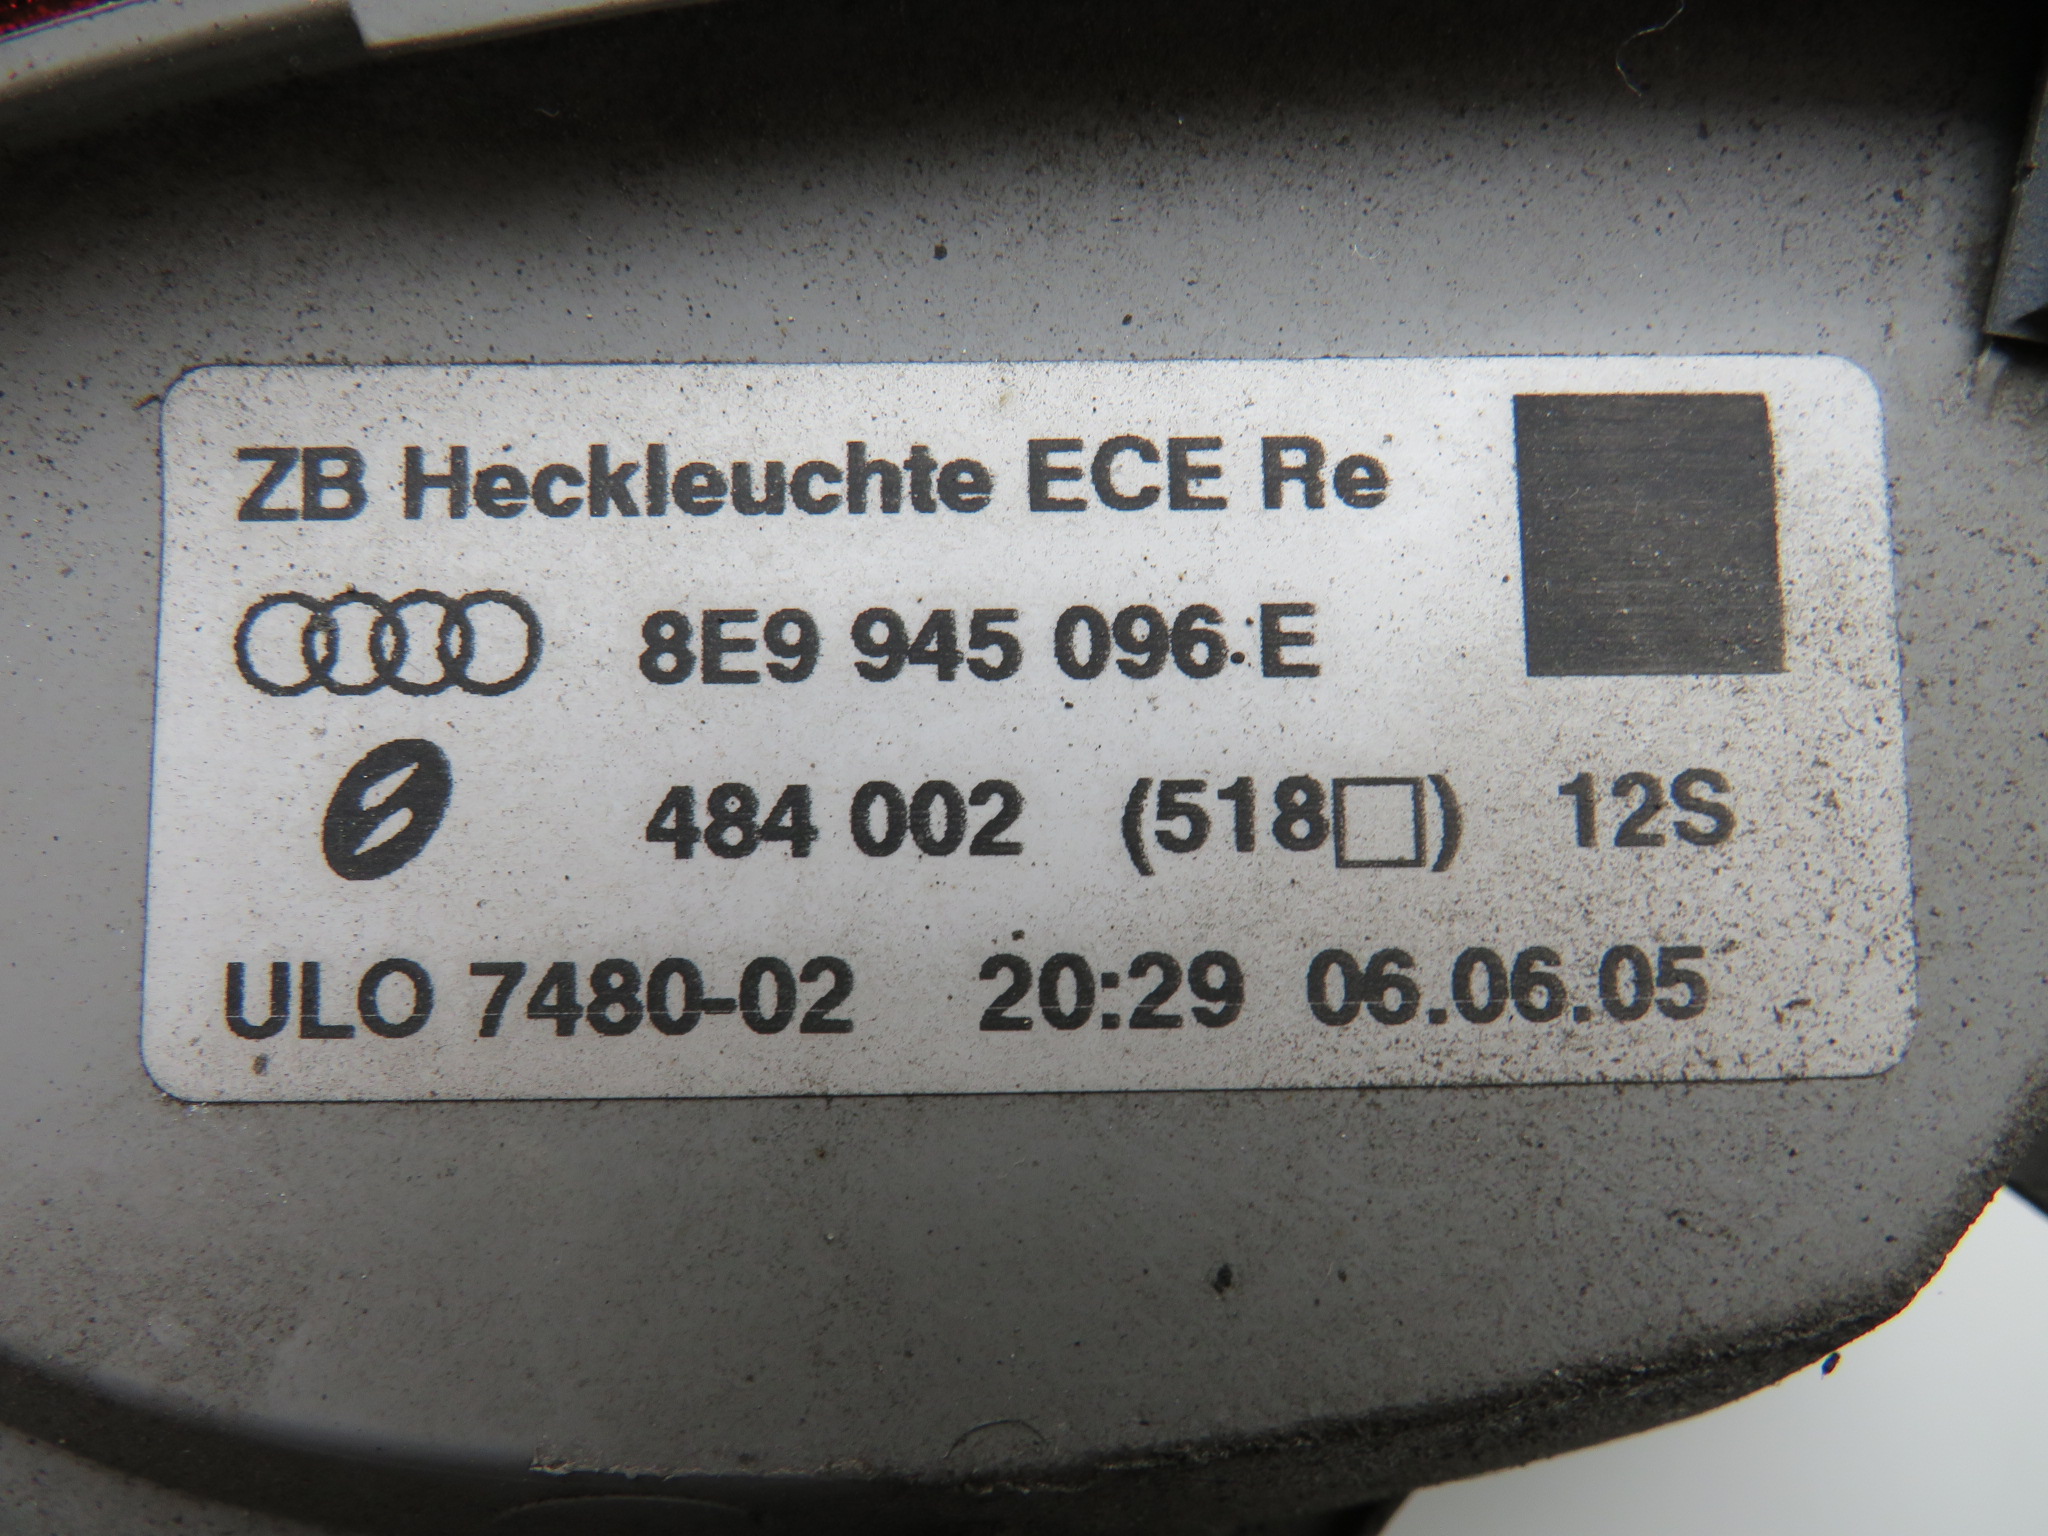 ZB Heckleuchte ECE Re
8E9 945 096 E
484 002 (518□) 12S
ULO 7480-02 20:29 06.06.05